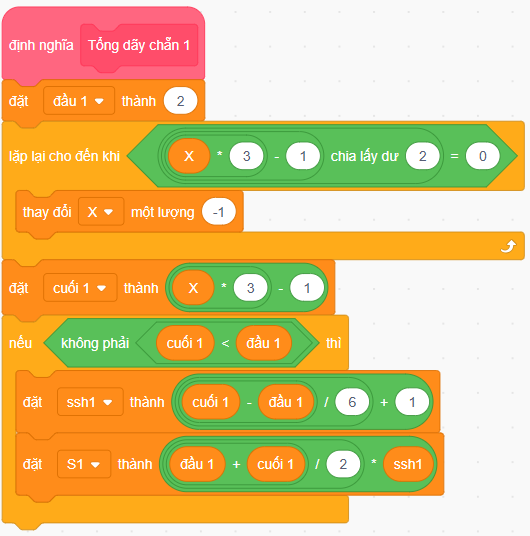 định nghĩa Tổng dãy chẵn 1
đặt đầu 1 thành 2
lặp lại cho đến khi X * 3 - 1 chia lấy dư 2 = 0
thay đổi X một lượng -1
đặt cuối 1 thành X * 3 - 1
nếu không phải cuối 1 < đầu 1 thì
đặt ssh1 thành cuối 1 - đầu 1 / 6 + 1
đặt S1 thành đầu 1 + cuối 1 / 2 * ssh1